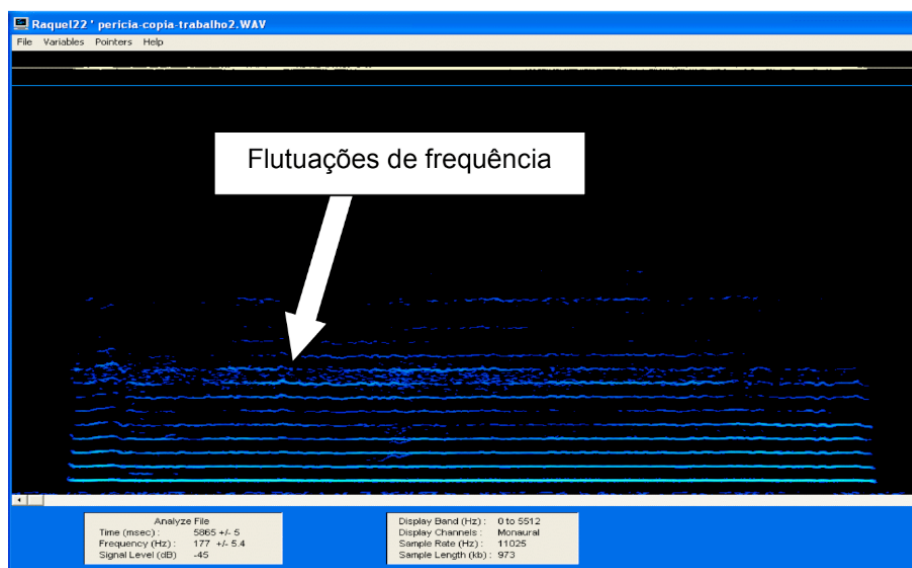 Raquel22 ' pericia-copia-trabalho2.WAV
File Variables Pointers Help
Flutuações de frequência
Analyze File
Time (msec) : 5865 +/- 5
Frequency (Hz) : 177 +/- 5.4
Signal Level (dB) -45
Display Band (Hz) : 0 to 5512
Display Channels : Monaural
Sample Rate (Hz) : 11025
Sample Length (kb) : 973